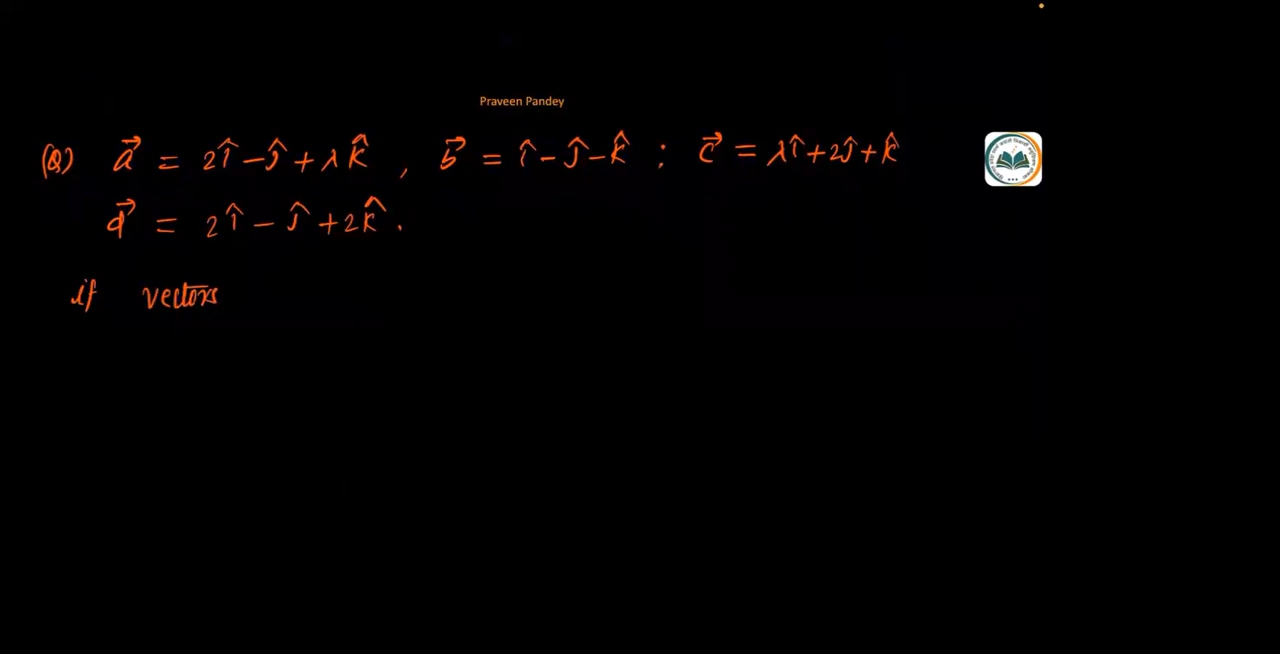 Praveen Pandey
(Q) a⃗ = 2î - ĵ + λk̂ , b⃗ = î - ĵ - k̂ ; c⃗ = λî + 2ĵ + k̂
d⃗ = 2î - ĵ + 2k̂ .
if vectors